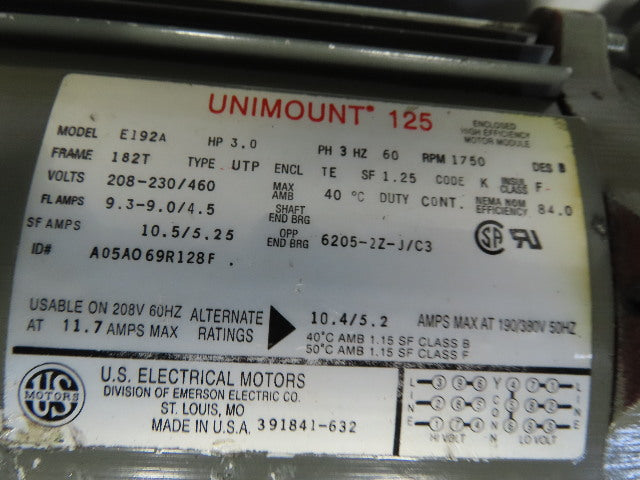 UNIMOUNT® 125
ENCLOSED
HIGH EFFICIENCY
MOTOR MODULE
MODEL E192A HP 3.0 PH 3 HZ 60 RPM 1750 DES B
FRAME 182T TYPE UTP ENCL TE SF 1.25 CODE K INSUL CLASS F
VOLTS 208-230/460 MAX AMB 40 °C DUTY CONT. NEMA NOM EFFICIENCY 84.0
FL AMPS 9.3-9.0/4.5 SHAFT END BRG
SF AMPS 10.5/5.25 OPP END BRG 6205-2Z-J/C3 SA
ID# A05A069R128F
USABLE ON 208V 60HZ ALTERNATE 10.4/5.2 AMPS MAX AT 190/380V 50HZ
AT 11.7 AMPS MAX RATINGS 40°C AMB 1.15 SF CLASS B
50°C AMB 1.15 SF CLASS F
US MOTORS
U.S. ELECTRICAL MOTORS
DIVISION OF EMERSON ELECTRIC CO.
ST. LOUIS, MO
MADE IN U.S.A. 391841-632
LINE Y CONN LINE
HI VOLT LO VOLT